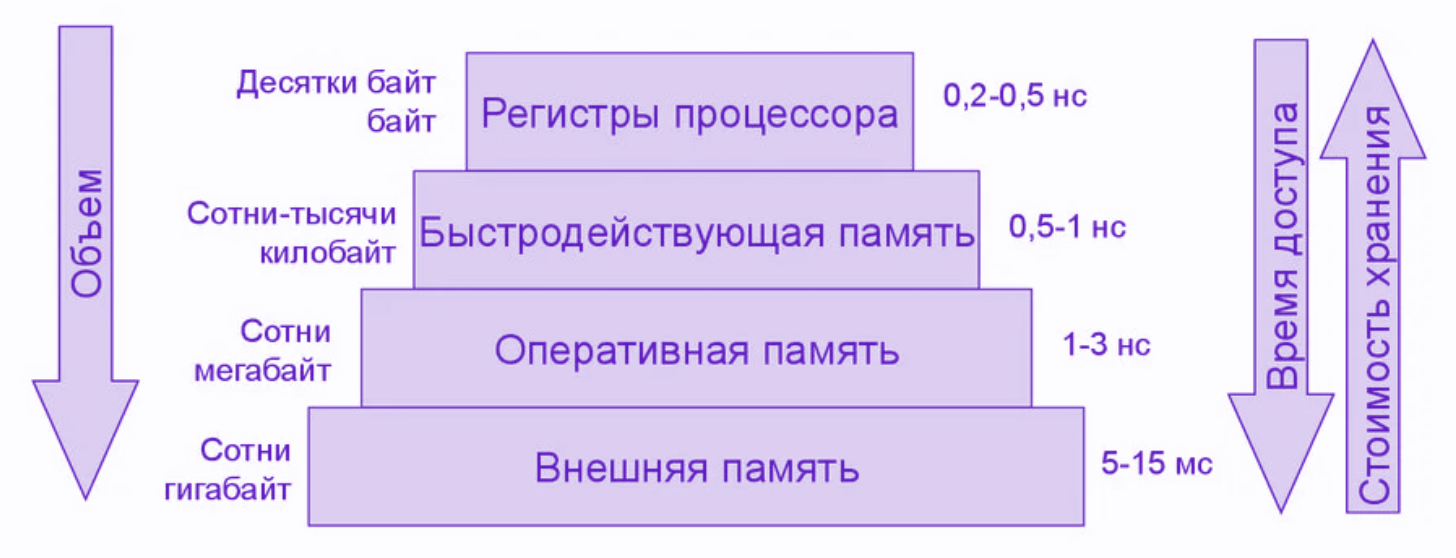 Объем
Десятки байт
байт
Регистры процессора
0,2-0,5 нс
Сотни-тысячи
килобайт
Быстродействующая память
0,5-1 нс
Сотни
мегабайт
Оперативная память
1-3 нс
Сотни
гигабайт
Внешняя память
5-15 мс
Время доступа
Стоимость хранения